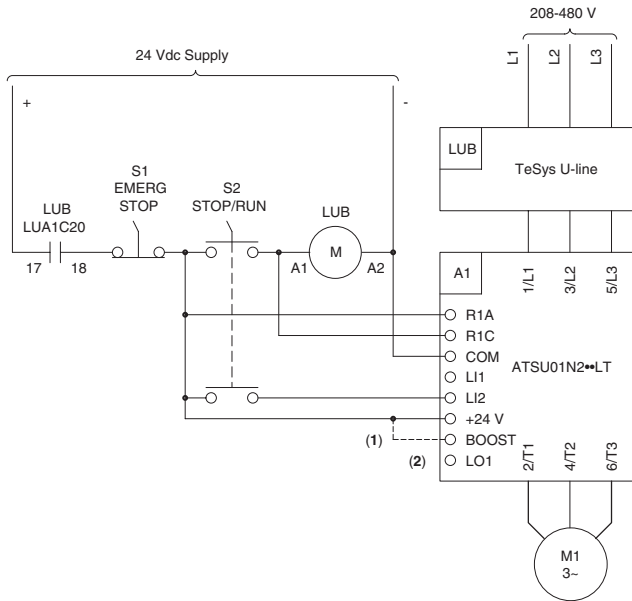 208-480 V
L1
L2
L3
24 Vdc Supply
+
-
LUB
TeSys U-line
S1
EMERG
STOP
S2
STOP/RUN
LUB
LUA1C20
LUB
17
18
A1
M
A2
A1
1/L1
3/L2
5/L3
R1A
R1C
COM
ATSU01N2••LT
LI1
LI2
+24 V
(1)
BOOST
(2)
LO1
2/T1
4/T2
6/T3
M1
3~